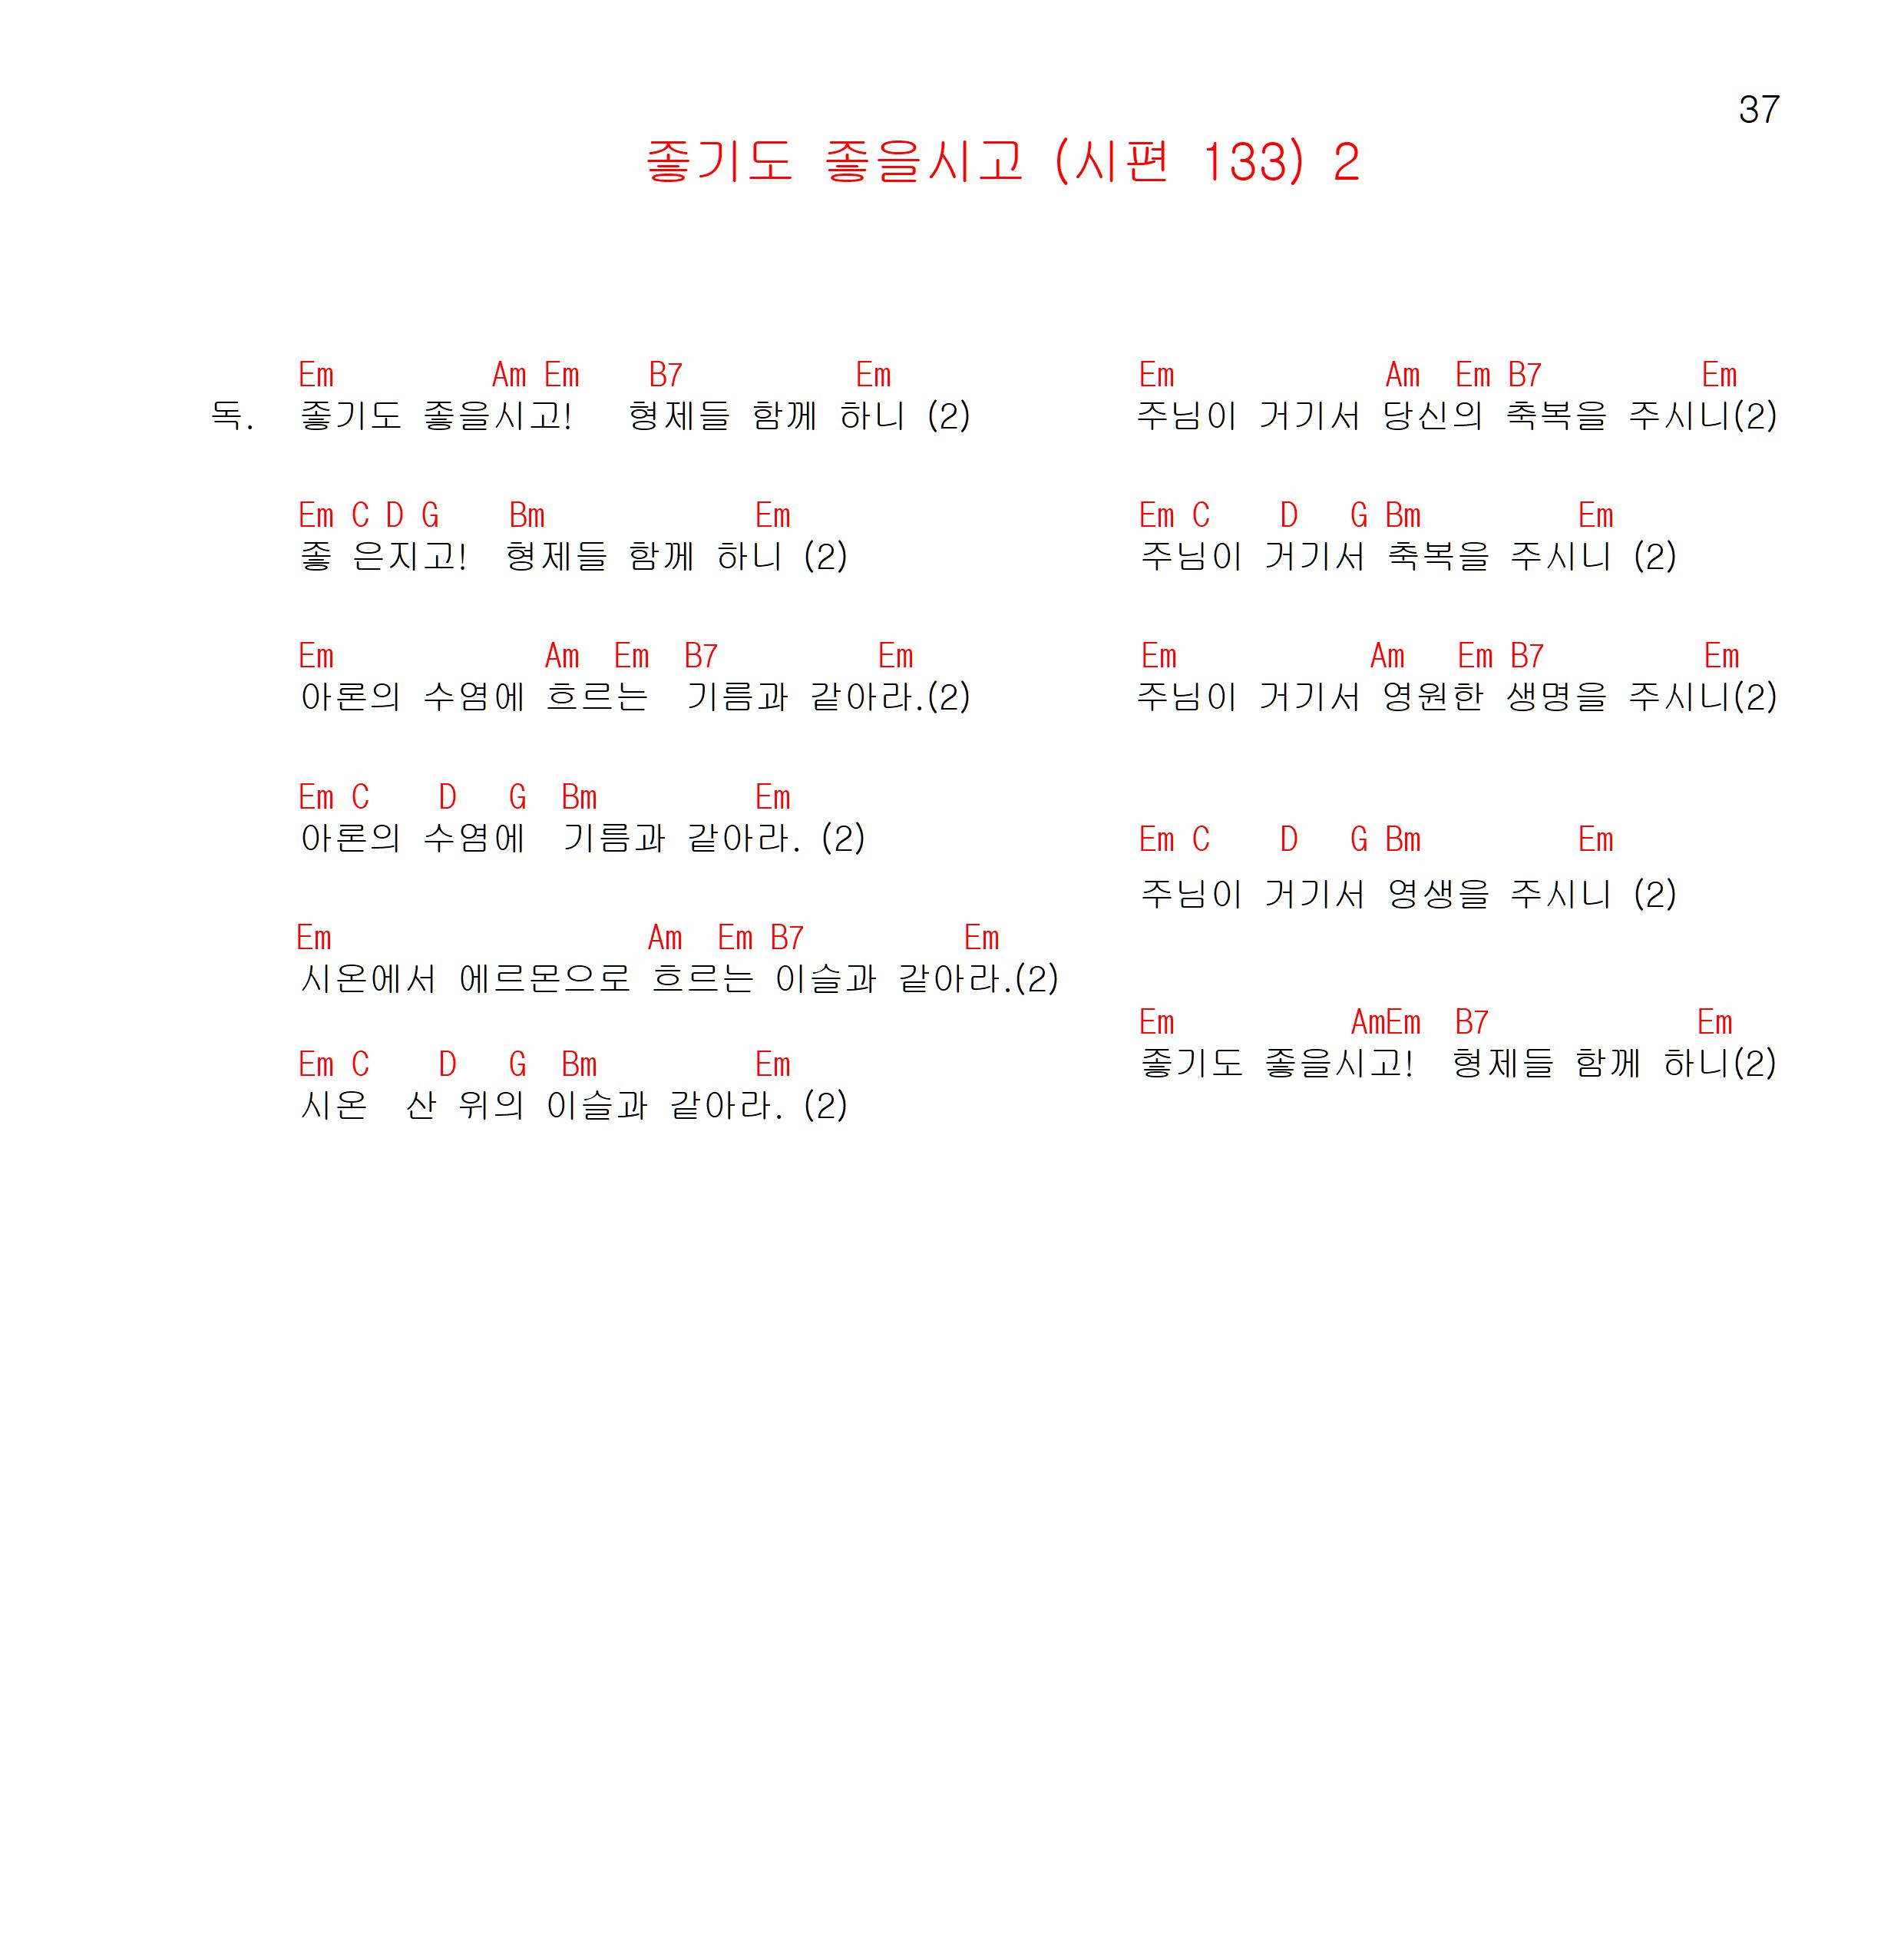 37
좋기도 좋을시고 (시편 133) 2
Em Am Em B7 Em
독. 좋기도 좋을시고! 형제들 함께 하니 (2)
Em C D G Bm Em
좋 은지고! 형제들 함께 하니 (2)
Em Am Em B7 Em
아론의 수염에 흐르는 기름과 같아라.(2)
Em C D G Bm Em
아론의 수염에 기름과 같아라. (2)
Em Am Em B7 Em
시온에서 에르몬으로 흐르는 이슬과 같아라.(2)
Em C D G Bm Em
시온 산 위의 이슬과 같아라. (2)
Em Am Em B7 Em
주님이 거기서 당신의 축복을 주시니(2)
Em C D G Bm Em
주님이 거기서 축복을 주시니 (2)
Em Am Em B7 Em
주님이 거기서 영원한 생명을 주시니(2)
Em C D G Bm Em
주님이 거기서 영생을 주시니 (2)
Em AmEm B7 Em
좋기도 좋을시고! 형제들 함께 하니(2)